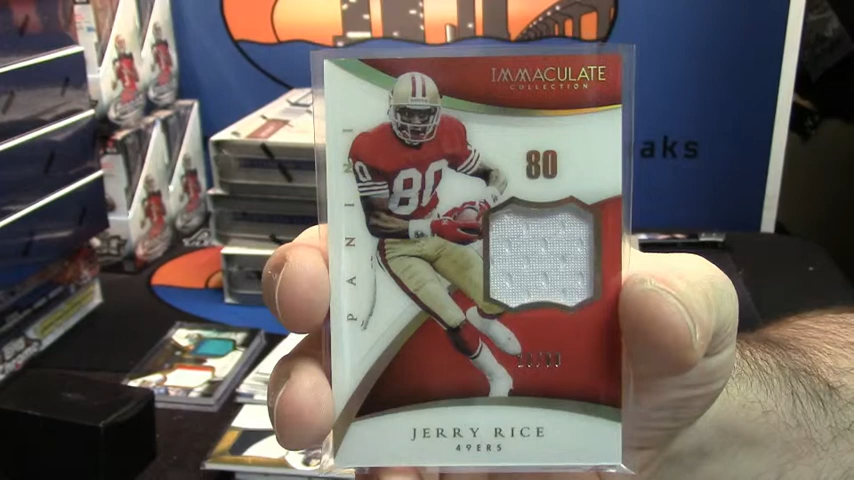 IMMACULATE
COLLECTION
80
80
PANINI
JERRY RICE
49ERS
aks